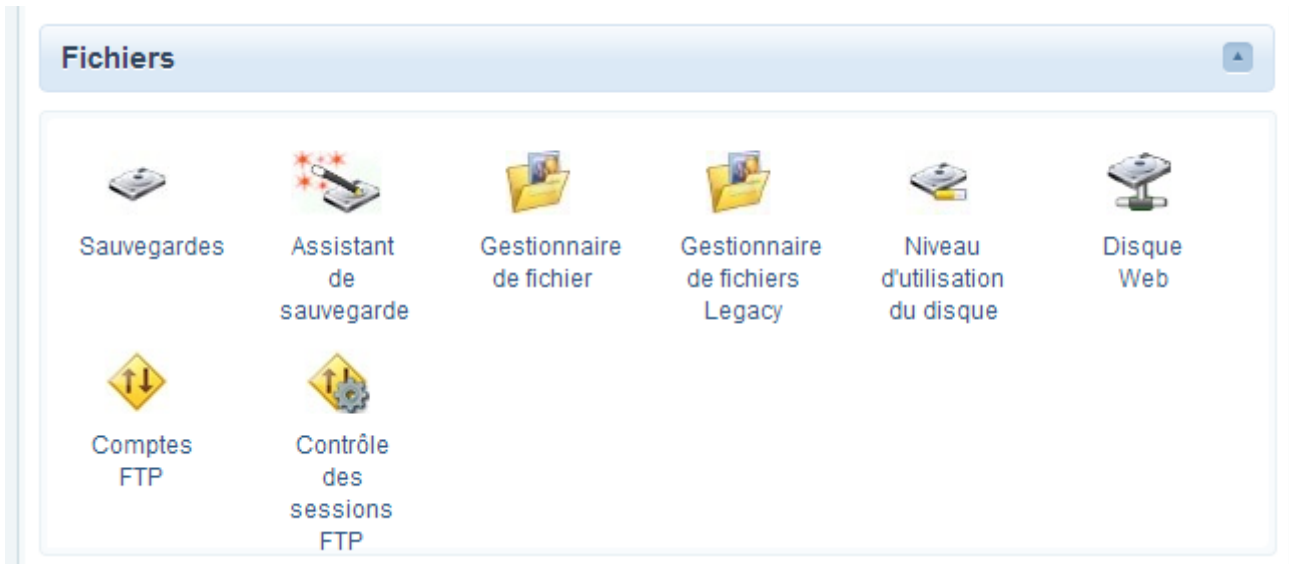 Fichiers
Sauvegardes
Assistant
de
sauvegarde
Gestionnaire
de fichier
Gestionnaire
de fichiers
Legacy
Niveau
d'utilisation
du disque
Disque
Web
Comptes
FTP
Contrôle
des
sessions
FTP